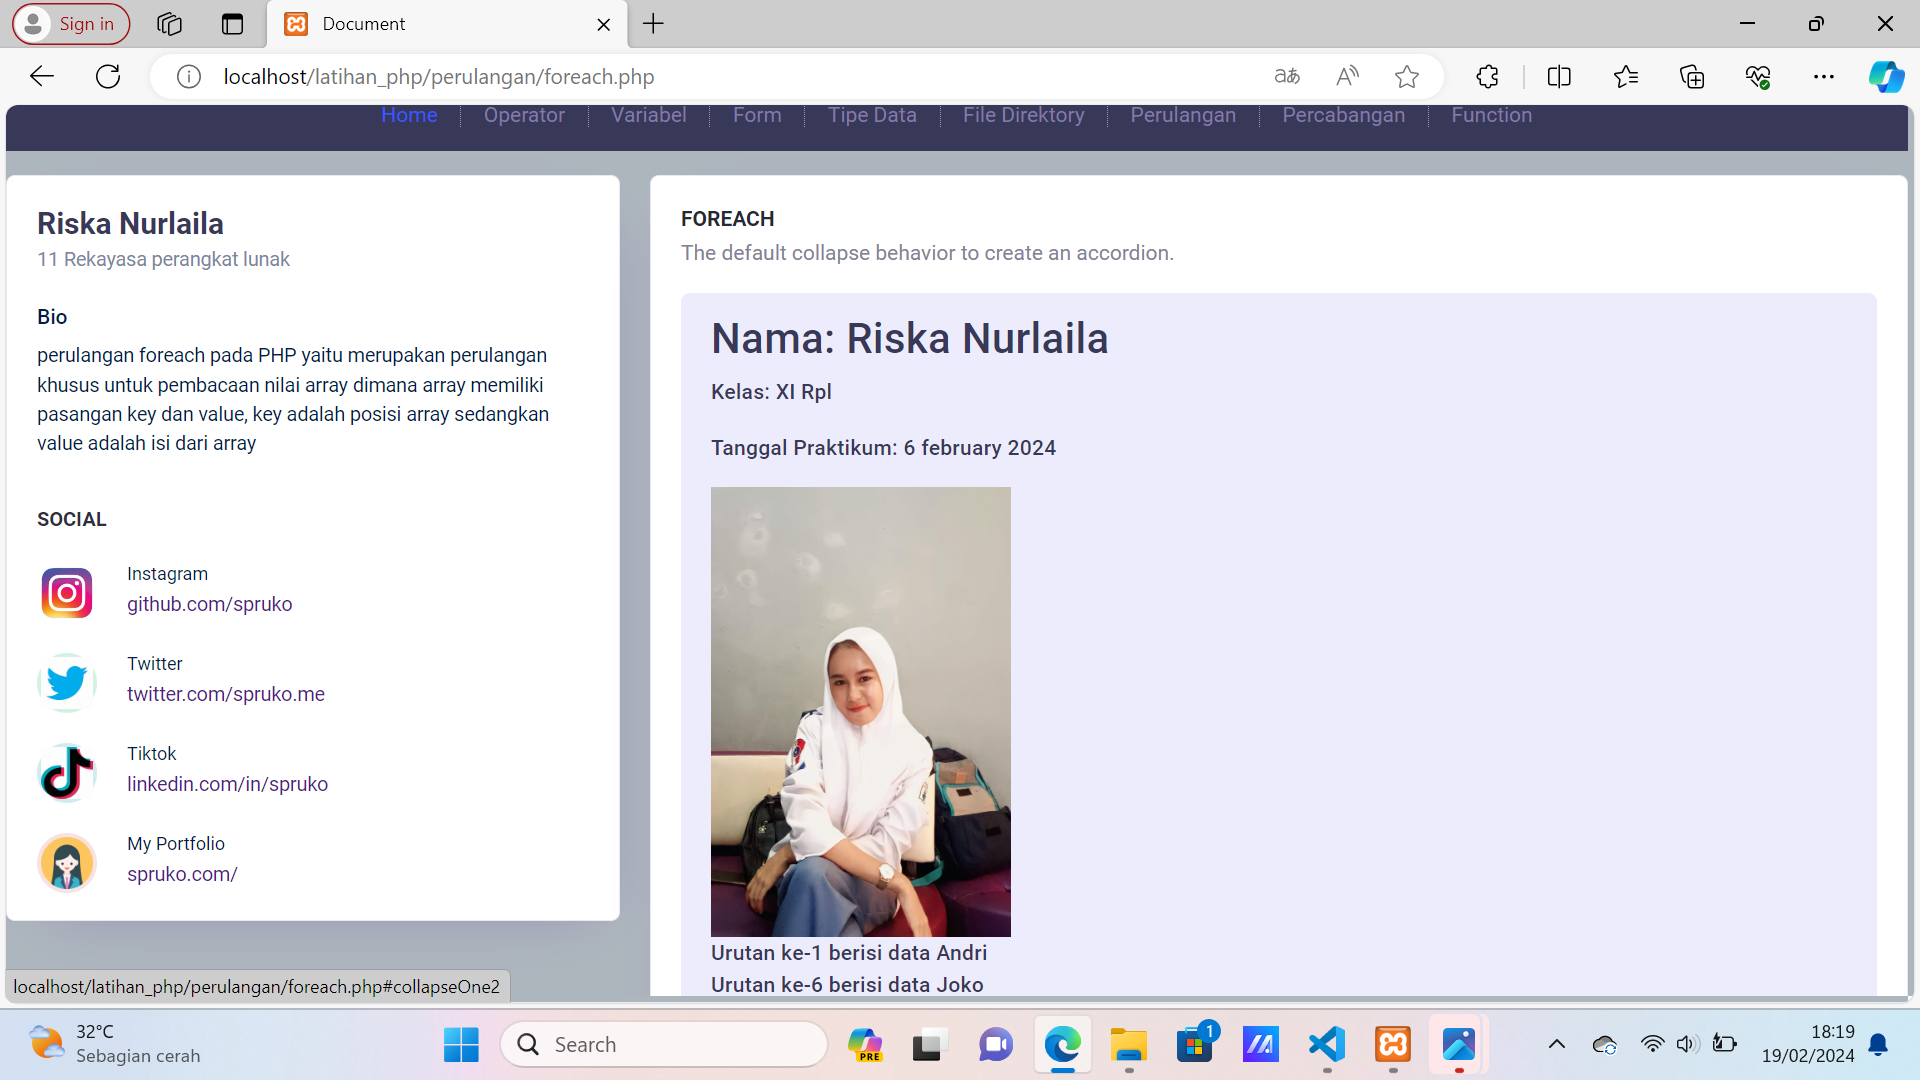 Sign in
Document
localhost/latihan_php/perulangan/foreach.php
Home Operator Variabel Form Tipe Data File Direktory Perulangan Percabangan Function
Riska Nurlaila
11 Rekayasa perangkat lunak
Bio
perulangan foreach pada PHP yaitu merupakan perulangan
khusus untuk pembacaan nilai array dimana array memiliki
pasangan key dan value, key adalah posisi array sedangkan
value adalah isi dari array
SOCIAL
Instagram
github.com/spruko
Twitter
twitter.com/spruko.me
Tiktok
linkedin.com/in/spruko
My Portfolio
spruko.com/
FOREACH
The default collapse behavior to create an accordion.
Nama: Riska Nurlaila
Kelas: XI Rpl
Tanggal Praktikum: 6 february 2024
Urutan ke-1 berisi data Andri
Urutan ke-6 berisi data Joko
localhost/latihan_php/perulangan/foreach.php#collapseOne2
32°C
Sebagian cerah
Search
PRE
1
18:19
19/02/2024